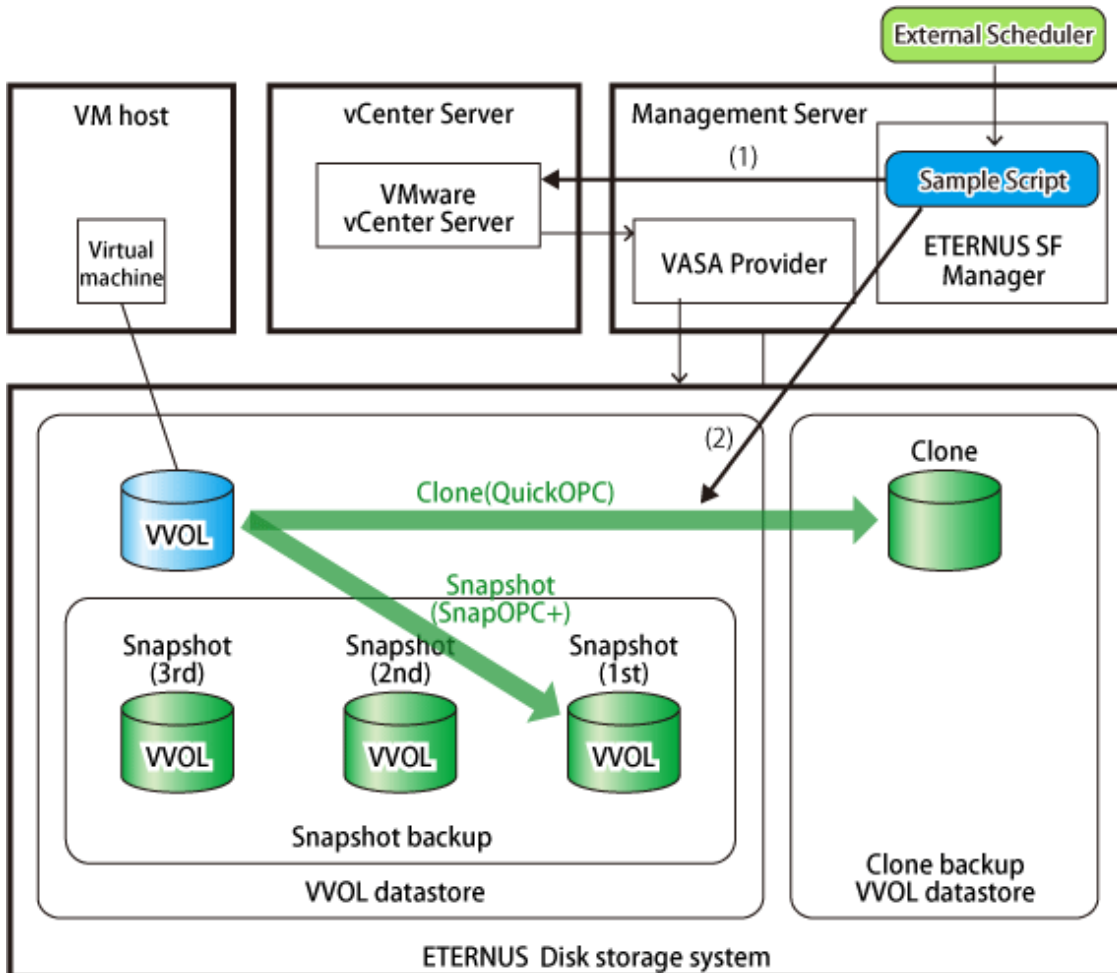 External Scheduler
VM host
vCenter Server
Management Server
(1)
Sample Script
VMware
vCenter Server
Virtual
machine
VASA Provider
ETERNUS SF
Manager
(2)
Clone
Clone(QuickOPC)
VVOL
Snapshot
(SnapOPC+)
Snapshot
(3rd)
Snapshot
(2nd)
Snapshot
(1st)
VVOL
VVOL
VVOL
Snapshot backup
VVOL datastore
Clone backup
VVOL datastore
ETERNUS Disk storage system